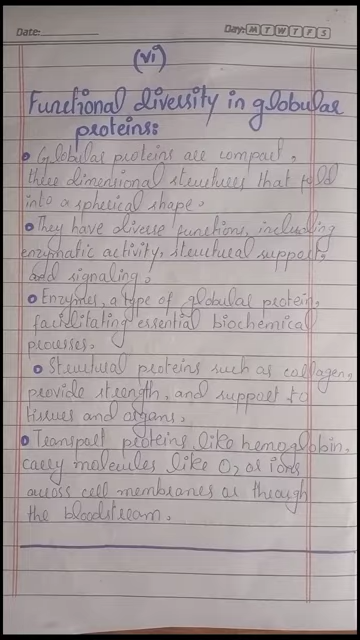 Date: Day: M T W T F S
(vi)
Functional diversity in globular
proteins:
• Globular proteins are compact,
three dimentional structures that fold
into a spherical shape.
• They have diverse functions, including
enzymatic activity, structural support,
and signaling.
• Enzymes, a type of globular protein,
facilitating essential biochemical
processes.
• Structural proteins such as collagen,
provide strength, and support to
tissues and organs.
• Transport proteins, like hemoglobin,
carry molecules like O2 or ions
across cell membranes or through
the bloodstream.